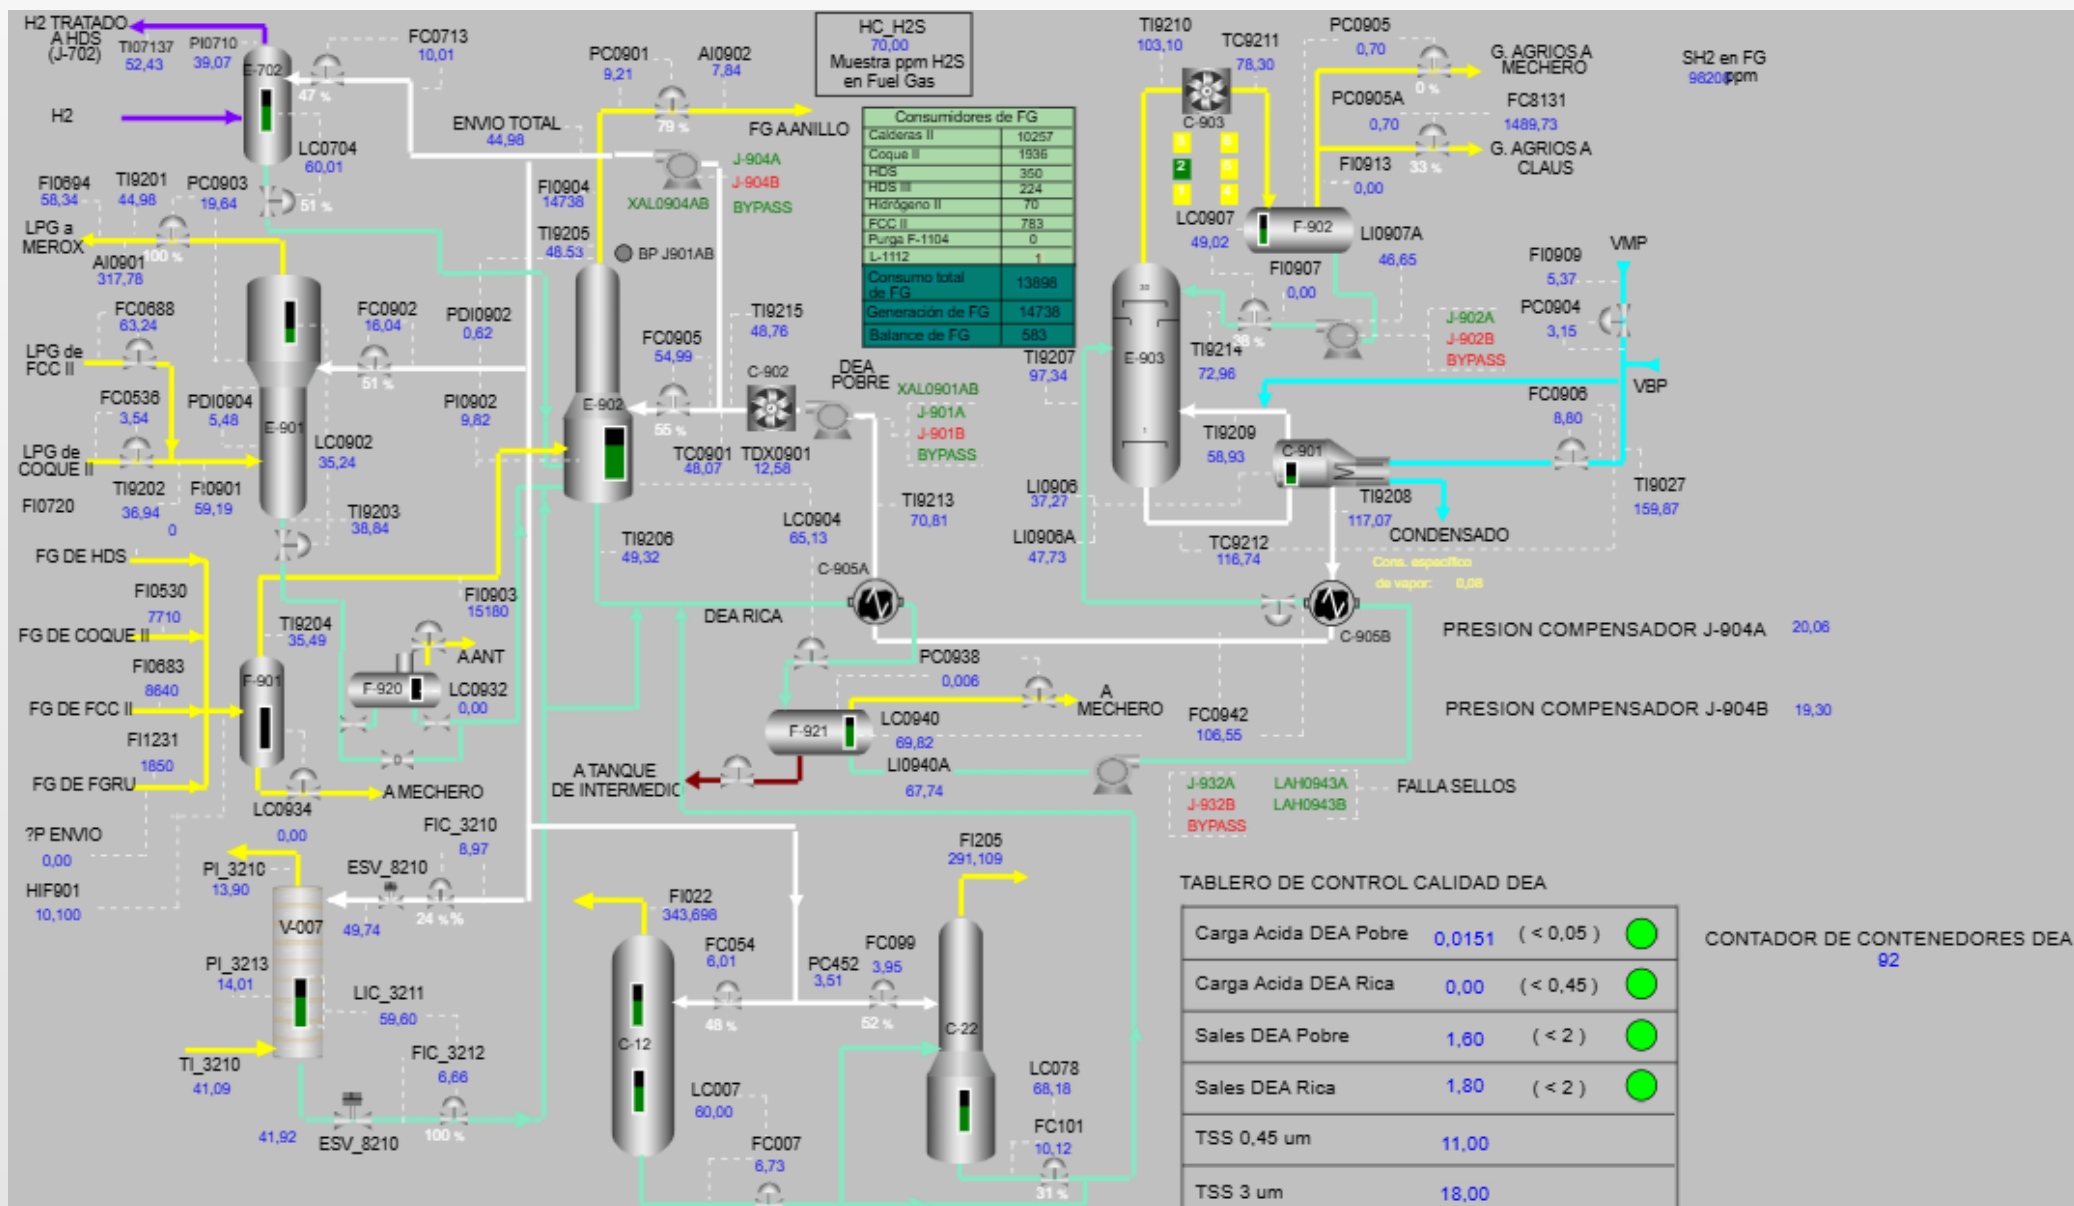 H2 TRATADO
A HDS
(J-702)
TI07137
52,43
PI0710
39,07
FC0713
10,01
E-702
47 %
H2
LC0704
60,01
51 %
FI0694
58,34
TI9201
44,98
PC0903
19,64
LPG a
MEROX
100 %
AI0901
317,78
FC0688
63,24
LPG de
FCC II
FC0536
3,54
LPG de
COQUE II
TI9202
36,94
FI0901
59,19
FI0720
0
PDI0904
5,48
E-901
LC0902
35,24
TI9203
38,84
FC0902
16,04
51 %
PDI0902
0,62
PI0902
9,82
ENVIO TOTAL
44,98
FI0904
14738
TI9205
48.53
BP J901AB
E-902
PC0901
9,21
AI0902
7,84
79 %
FG A ANILLO
J-904A
J-904B
XAL0904AB
BYPASS
HC_H2S
70,00
Muestra ppm H2S
en Fuel Gas
Consumidores de FG
Calderas II 10257
Coque II 1936
HDS 350
HDS III 224
Hidrógeno II 70
FCC II 783
Purga F-1104 0
L-1112 1
Consumo total
de FG 13898
Generación de FG 14738
Balance de FG 583
TI9215
48,76
FC0905
54,99
55 %
C-902
DEA
POBRE
XAL0901AB
J-901A
J-901B
BYPASS
TC0901
48,07
TDX0901
12,58
TI9213
70,81
LC0904
65,13
TI9206
49,32
C-905A
DEA RICA
TI9210
103,10
TC9211
78,30
C-903
3 6
2 5
1 4
PC0905
0,70
0 %
G. AGRIOS A
MECHERO
PC0905A
0,70
FC8131
1489,73
33 %
G. AGRIOS A
CLAUS
FI0913
0,00
SH2 en FG
ppm
LC0907
49,02
F-902
LI0907A
46,65
FI0907
0,00
38 %
J-902A
J-902B
BYPASS
TI9207
97,34
30
E-903
1
TI9214
72,96
FI0909
5,37
VMP
PC0904
3,15
VBP
FC0906
8,80
TI9209
58,93
C-901
TI9208
117,07
TI9027
159,87
LI0906
37,27
LI0906A
47,73
TC9212
116,74
CONDENSADO
Cons. específico
de vapor: 0,08
C-905B
FG DE HDS
FI0530
7710
FG DE COQUE II
FI0683
8640
FG DE FCC II
FI1231
1850
FG DE FGRU
?P ENVIO
0,00
HIF901
10,100
TI9204
35,49
F-901
LC0934
0,00
A MECHERO
F-920
A ANT
LC0932
0,00
FI0903
15180
PC0938
0,006
A
MECHERO
F-921
LC0940
69,82
LI0940A
67,74
A TANQUE
DE INTERMEDIO
FC0942
106,55
J-932A
J-932B
BYPASS
LAH0943A
LAH0943B
FALLA SELLOS
PRESION COMPENSADOR J-904A 20,06
PRESION COMPENSADOR J-904B 19,30
PI_3210
13,90
ESV_8210
FIC_3210
8,97
24 %%
49,74
V-007
PI_3213
14,01
LIC_3211
59,60
TI_3210
41,09
FIC_3212
6,66
41,92
ESV_8210
100 %
FI022
343,698
FC054
6,01
48 %
C-12
LC007
60,00
FC007
6,73
PC452
3,51
FC099
3,95
52 %
FI205
291,109
C-22
LC078
68,18
FC101
10,12
31 %
TABLERO DE CONTROL CALIDAD DEA
Carga Acida DEA Pobre 0,0151 ( < 0,05 )
Carga Acida DEA Rica 0,00 ( < 0,45 )
Sales DEA Pobre 1,60 ( < 2 )
Sales DEA Rica 1,80 ( < 2 )
TSS 0,45 um 11,00
TSS 3 um 18,00
CONTADOR DE CONTENEDORES DEA
92